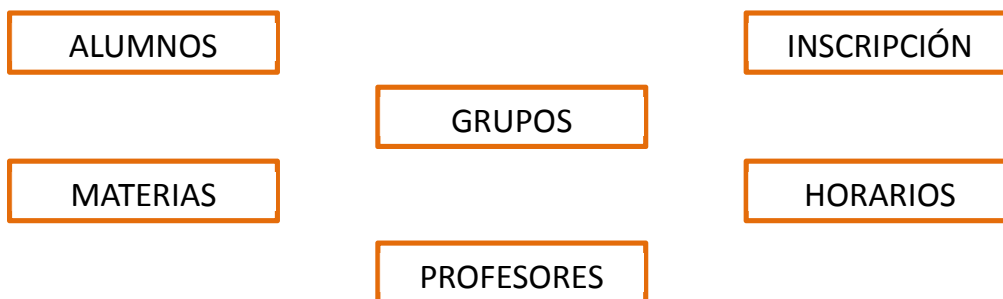 ALUMNOS
INSCRIPCIÓN
GRUPOS
MATERIAS
HORARIOS
PROFESORES